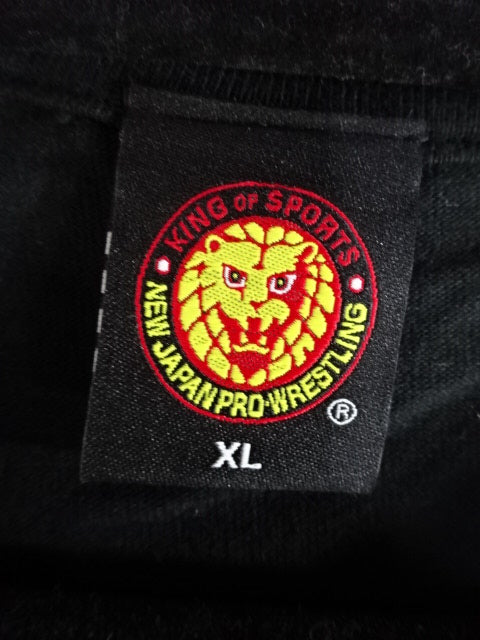 KING OF SPORTS
NEW JAPAN PRO-WRESTLING
®
XL